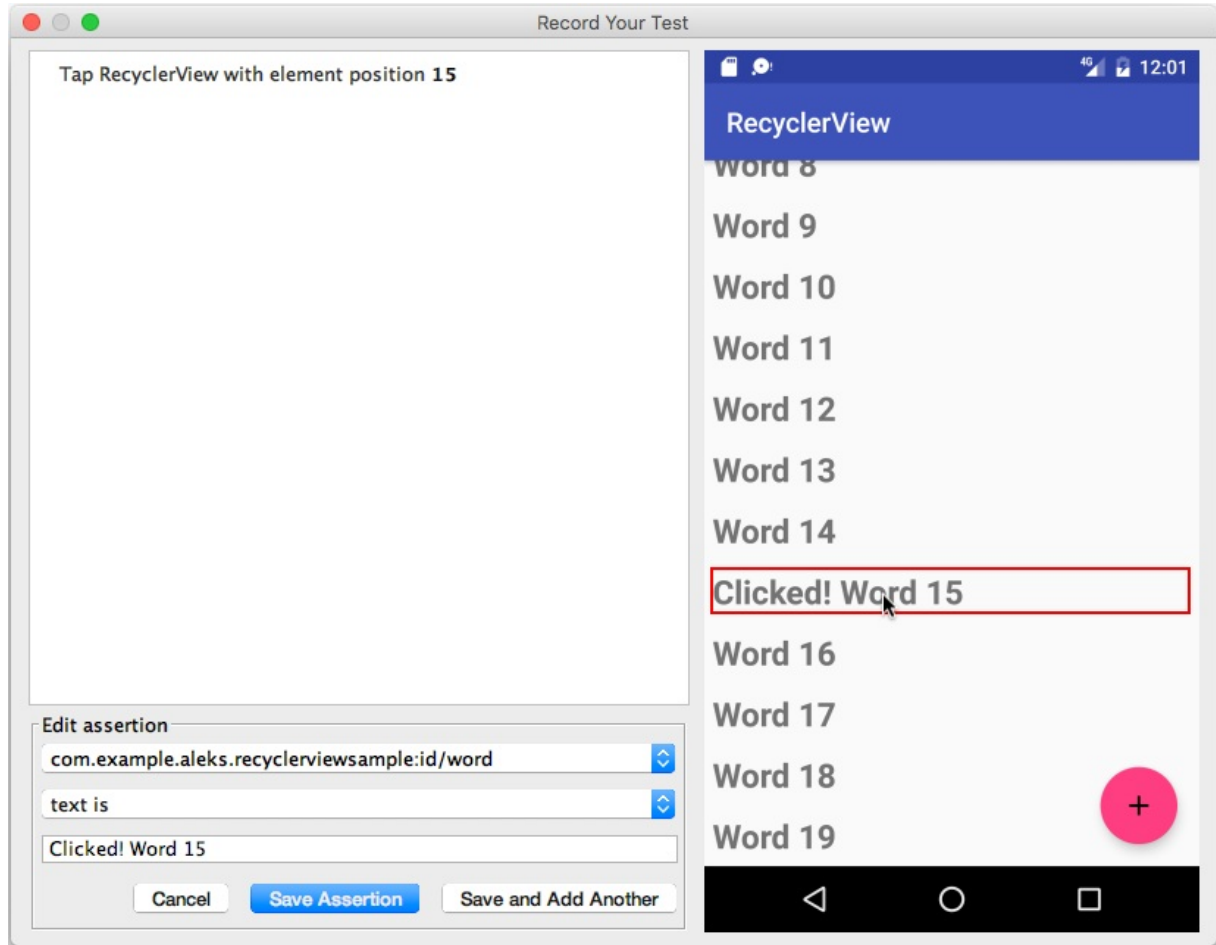 Record Your Test
Tap RecyclerView with element position 15
Edit assertion
com.example.aleks.recyclerviewsample:id/word
text is
Clicked! Word 15
Cancel
Save Assertion
Save and Add Another
4G 12:01
RecyclerView
Word 8
Word 9
Word 10
Word 11
Word 12
Word 13
Word 14
Clicked! Word 15
Word 16
Word 17
Word 18
+
Word 19